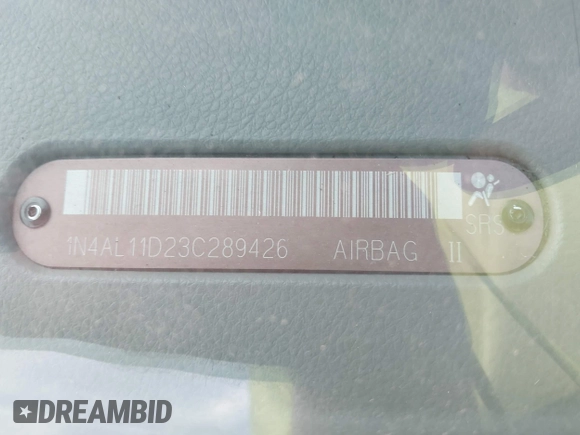 1N4AL11D23C289426 AIRBAG II SRS
DREAMBID